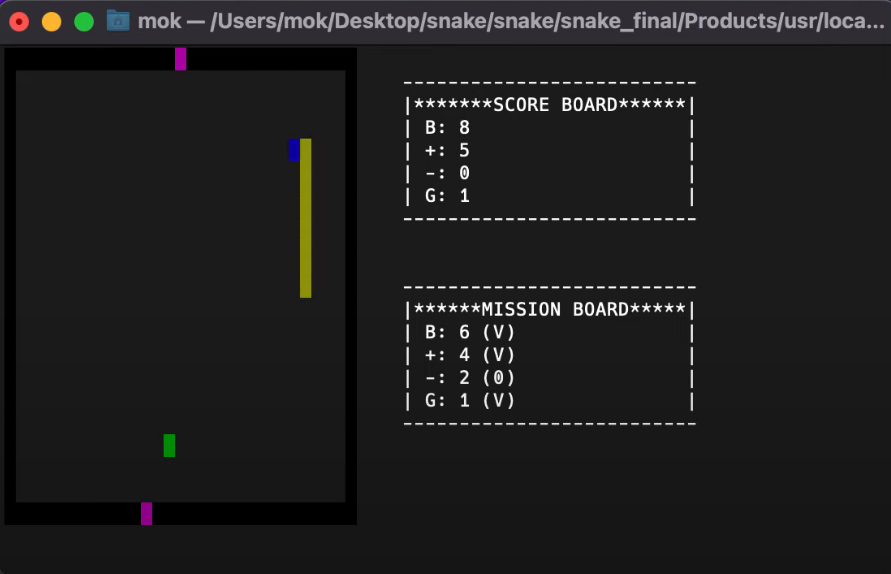 mok — /Users/mok/Desktop/snake/snake/snake_final/Products/usr/loca...
---------------------------
|*******SCORE BOARD******|
| B: 8 |
| +: 5 |
| -: 0 |
| G: 1 |
---------------------------
---------------------------
|******MISSION BOARD*****|
| B: 6 (V) |
| +: 4 (V) |
| -: 2 (0) |
| G: 1 (V) |
---------------------------